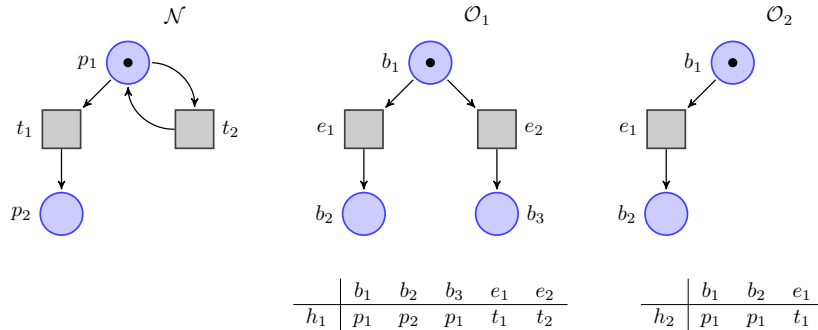 𝒩 𝒪₁ 𝒪₂
p₁ b₁ b₁
t₁ t₂ e₁ e₂ e₁
p₂ b₂ b₃ b₂
b₁ b₂ b₃ e₁ e₂ b₁ b₂ e₁
h₁ p₁ p₂ p₁ t₁ t₂ h₂ p₁ p₁ t₁